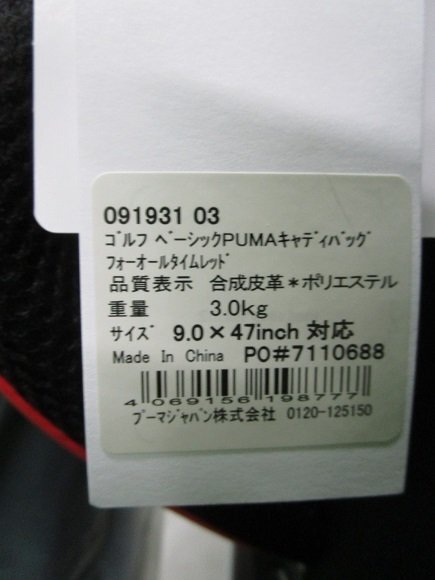 091931 03
ゴルフ ベーシックPUMAキャディバッグ
フォーオールタイムレッド
品質表示 合成皮革*ポリエステル
重量 3.0kg
サイズ 9.0×47inch 対応
Made In China PO#7110688
4 069156 198777
プーマジャパン株式会社 0120-125150